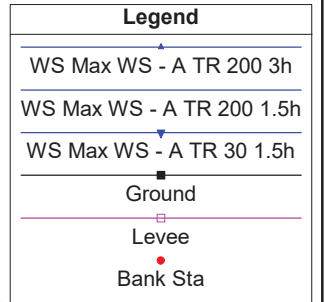 Legend
WS Max WS - A TR 200 3h
WS Max WS - A TR 200 1.5h
WS Max WS - A TR 30 1.5h
Ground
Levee
Bank Sta